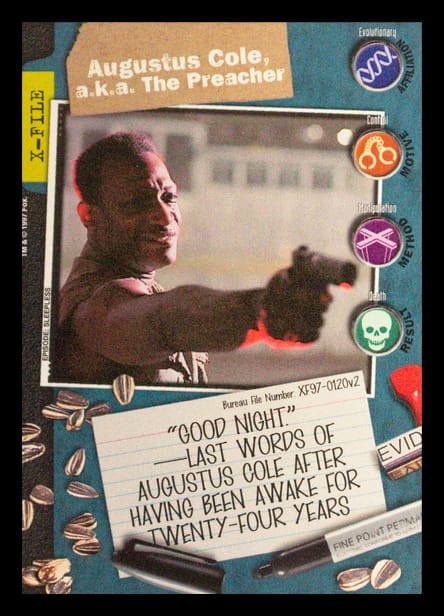 Augustus Cole,
a.k.a. The Preacher
X-FILE
TM & © 1997 Fox.
EPISODE: SLEEPLESS
Evolutionary
AFFILIATION
Control
MOTIVE
Manipulation
METHOD
Death
RESULT
Bureau File Number: XF97-0120v2
“GOOD NIGHT.”
—LAST WORDS OF
AUGUSTUS COLE AFTER
HAVING BEEN AWAKE FOR
TWENTY-FOUR YEARS
EVID
FINE POINT PERMA